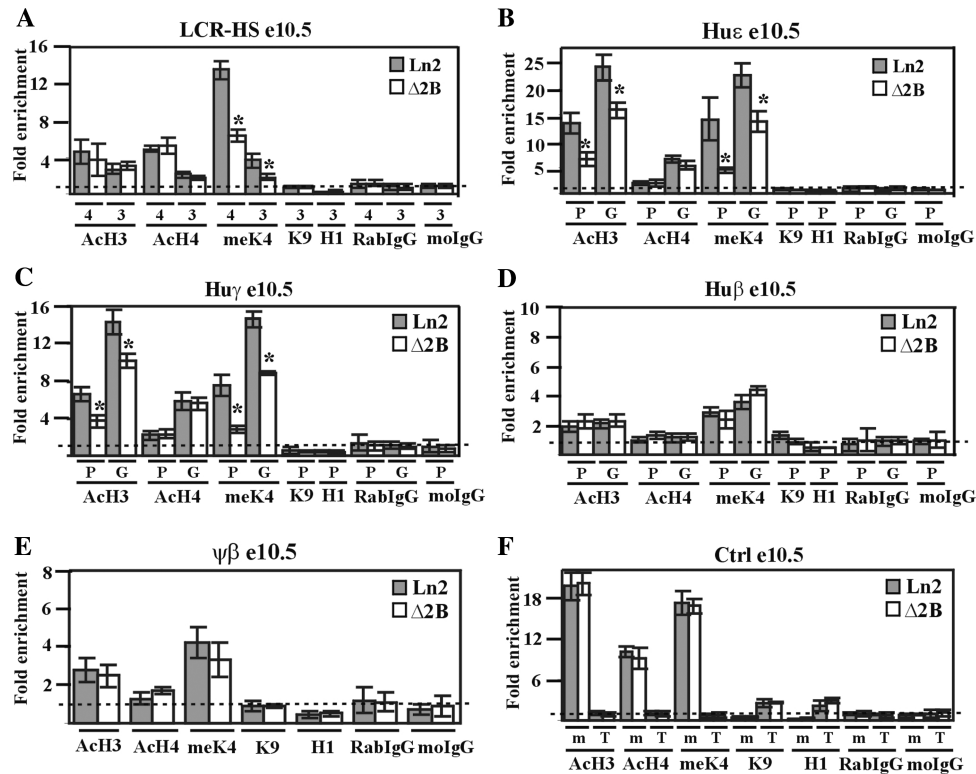 A
LCR-HS e10.5
Fold enrichment
16
12
8
4
Ln2
Δ2B
*
*
4 3 4 3 4 3 3 3 4 3 3
AcH3 AcH4 meK4 K9 H1 RabIgG moIgG
B
Huε e10.5
Fold enrichment
25
20
15
10
5
Ln2
Δ2B
*
*
*
*
P G P G P G P P P G P
AcH3 AcH4 meK4 K9 H1 RabIgG moIgG
C
Huγ e10.5
Fold enrichment
16
12
8
4
Ln2
Δ2B
*
*
*
*
P G P G P G P P P G P
AcH3 AcH4 meK4 K9 H1 RabIgG moIgG
D
Huβ e10.5
Fold enrichment
10
8
6
4
2
Ln2
Δ2B
P G P G P G P P P G P
AcH3 AcH4 meK4 K9 H1 RabIgG moIgG
E
ψβ e10.5
Fold enrichment
8
6
4
2
Ln2
Δ2B
AcH3 AcH4 meK4 K9 H1 RabIgG moIgG
F
Ctrl e10.5
Fold enrichment
18
12
6
Ln2
Δ2B
m T m T m T m T m T m T m T
AcH3 AcH4 meK4 K9 H1 RabIgG moIgG